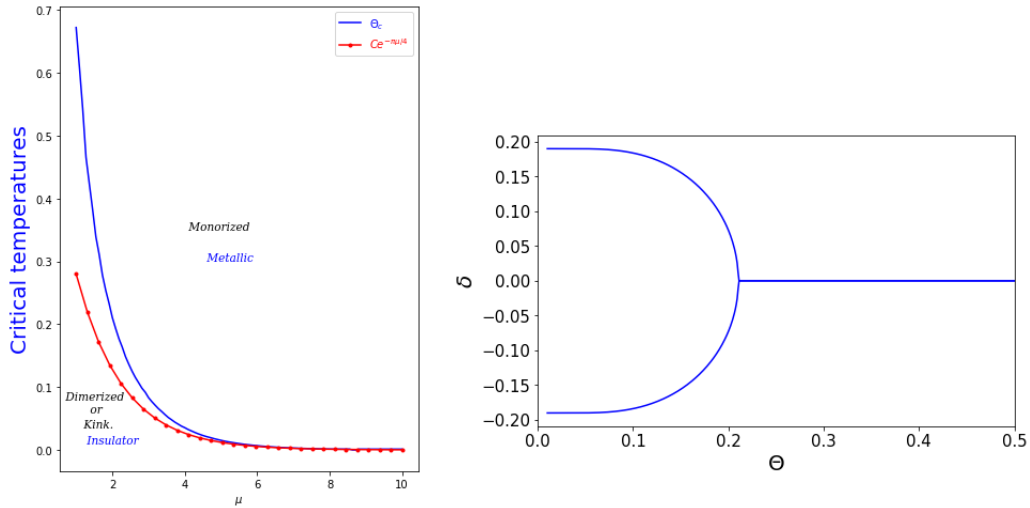 0.7
0.6
0.5
0.4
0.3
0.2
0.1
0.0
Critical temperatures
Θc
Ce^{-πμ/4}
Monorized
Metallic
Dimerized
or
Kink.
Insulator
2 4 6 8 10
μ
0.20
0.15
0.10
0.05
0.00
−0.05
−0.10
−0.15
−0.20
δ
0.0 0.1 0.2 0.3 0.4 0.5
Θ